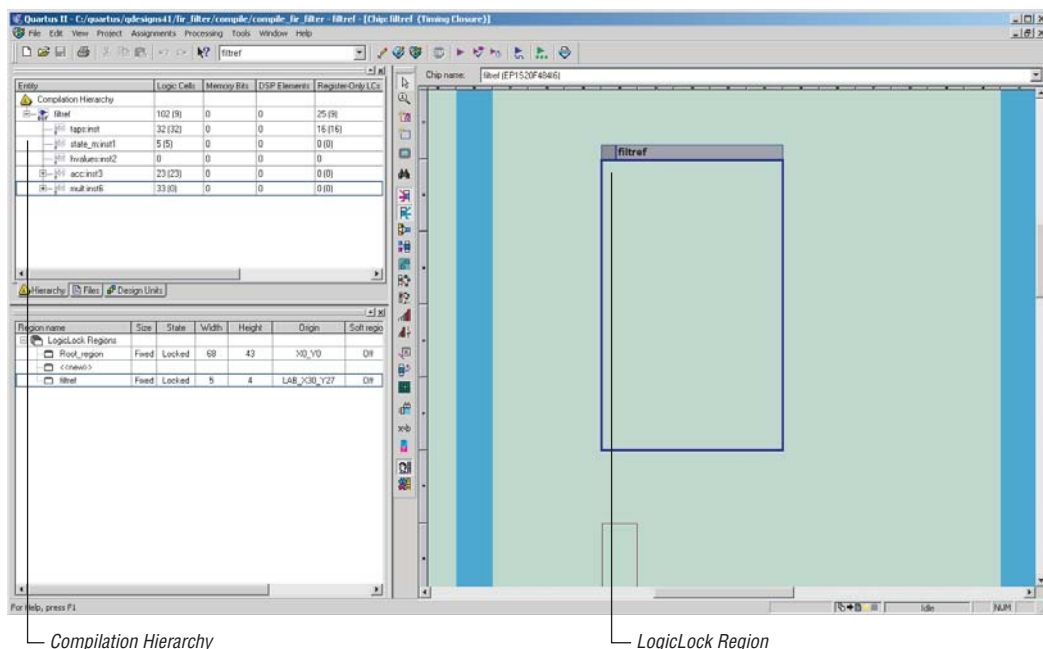 Quartus II - C:/quartus/qdesigns41/fir_filter/compile/compile_fir_filter - filtref - [Chip: filtref (Timing Closure)]
File Edit View Project Assignments Processing Tools Window Help
filtref
Entity Logic Cells Memory Bits DSP Elements Register-Only LCs
Compilation Hierarchy
filtref 102 (9) 0 0 25 (9)
taps:inst 32 (32) 0 0 16 (16)
state_m:inst1 5 (5) 0 0 0 (0)
hvalues:inst2 0 0 0 0
acc:inst3 23 (23) 0 0 0 (0)
mult:inst6 33 (0) 0 0 0 (0)
Hierarchy Files Design Units
Region name Size State Width Height Origin Soft regio
LogicLock Regions
Root_region Fixed Locked 68 43 X0_Y0 Off
<<new>>
filtref Fixed Locked 5 4 LAB_X30_Y27 Off
Chip name: filtref (EP1S20F484I6)
filtref
For Help, press F1
Idle NUM
Compilation Hierarchy
LogicLock Region